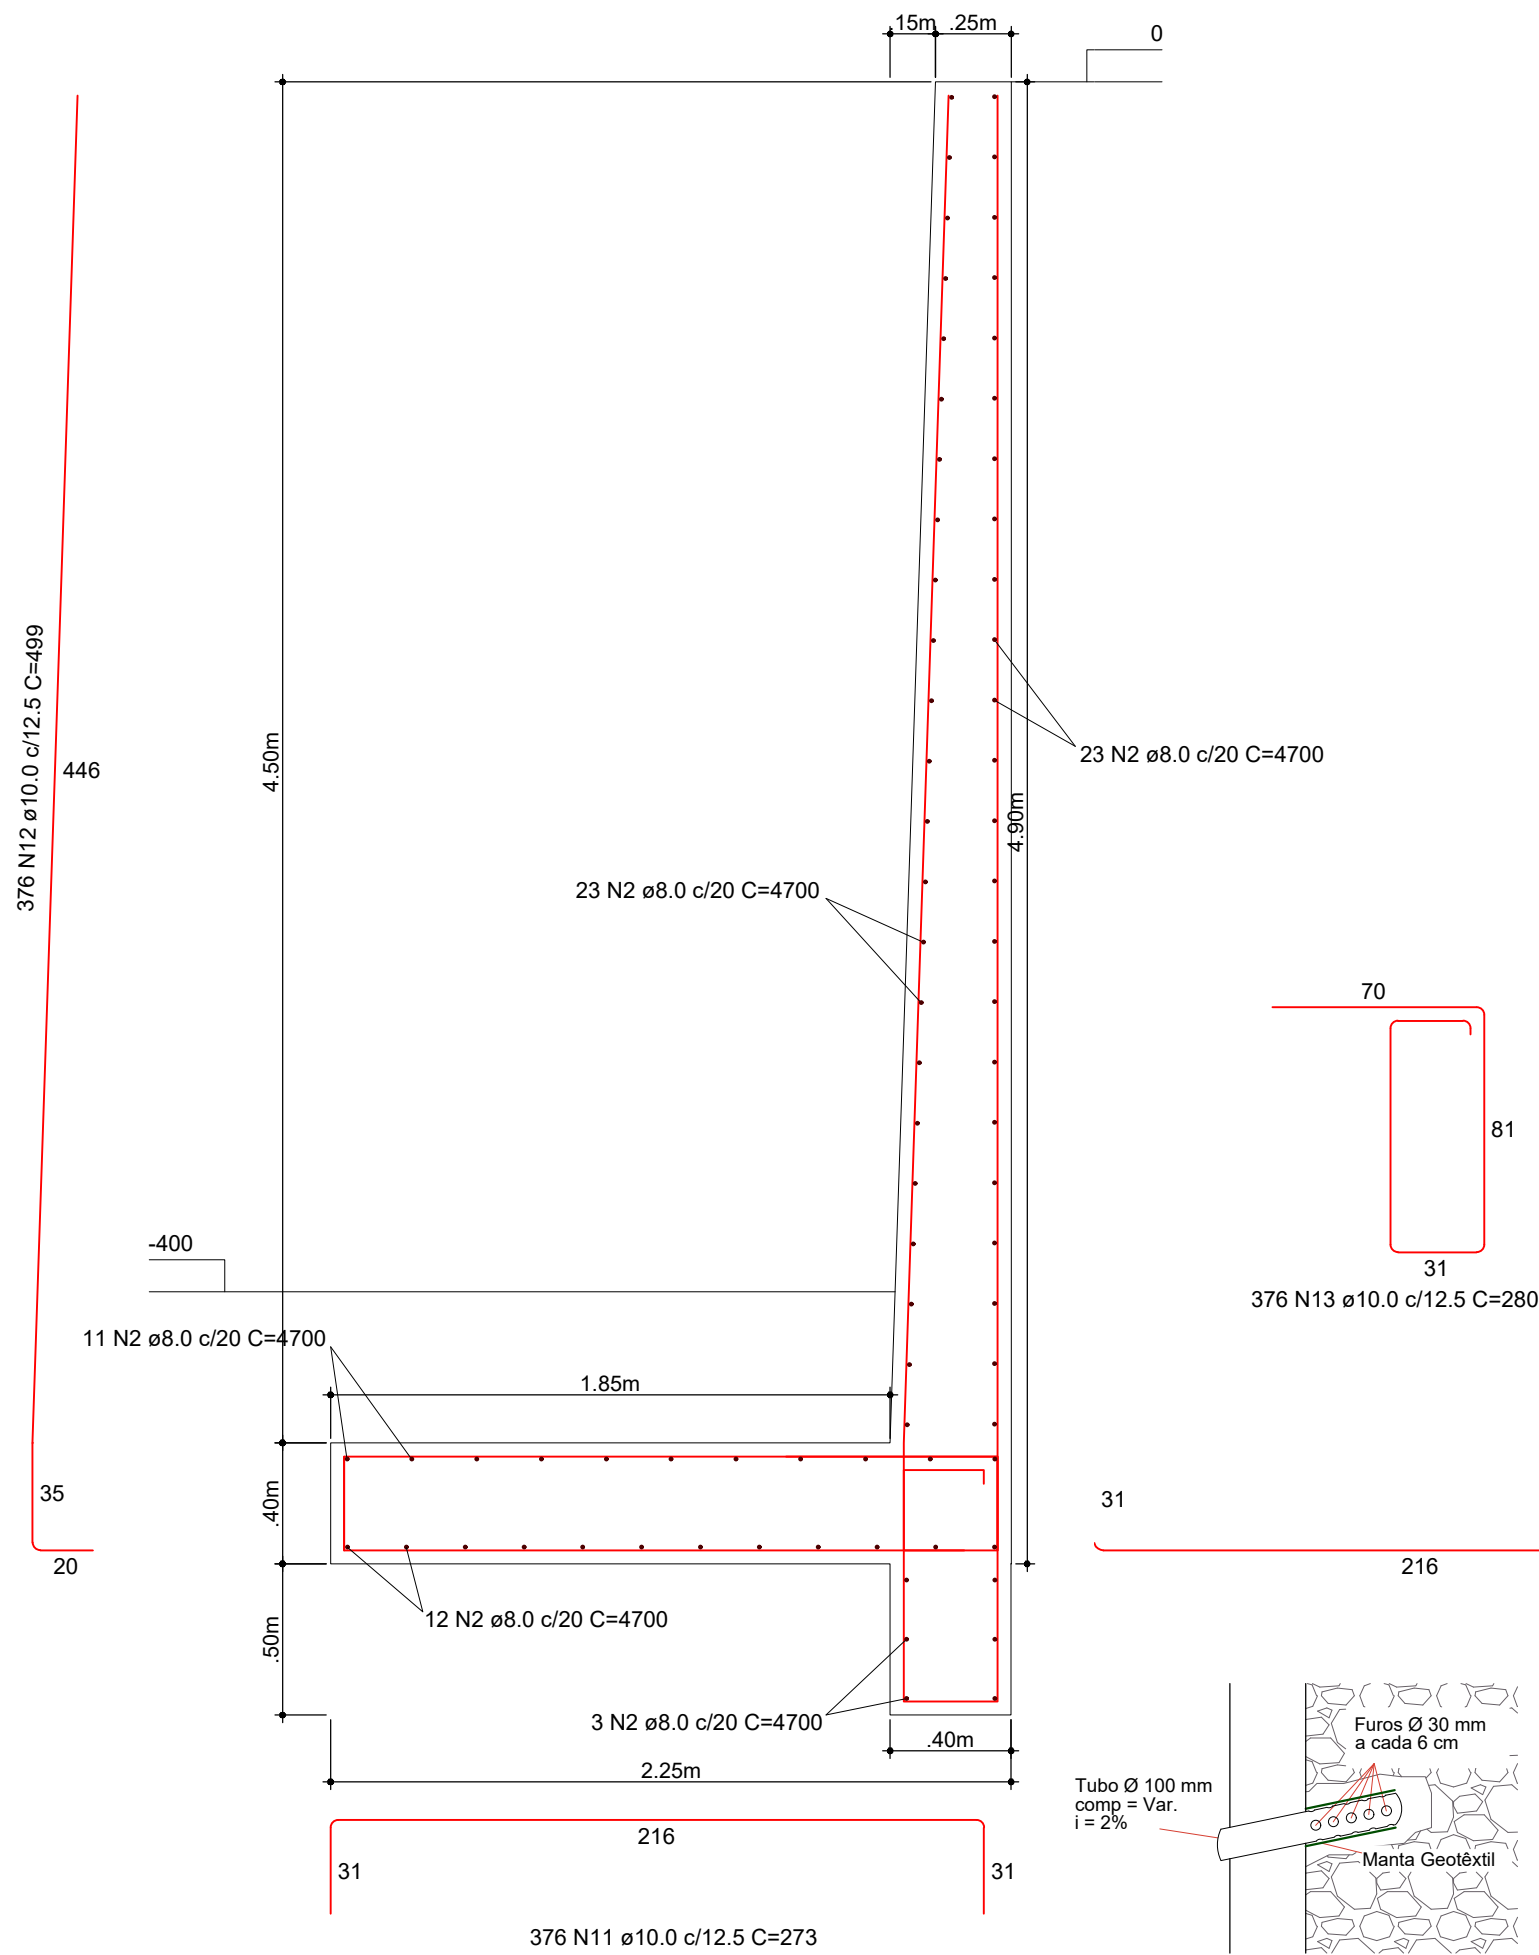 .15m
.25m
0
376 N12 ø10.0 c/12.5 C=499
446
4.50m
23 N2 ø8.0 c/20 C=4700
4.90m
23 N2 ø8.0 c/20 C=4700
70
81
31
376 N13 ø10.0 c/12.5 C=280
-400
11 N2 ø8.0 c/20 C=4700
1.85m
35
20
.40m
31
216
12 N2 ø8.0 c/20 C=4700
.50m
3 N2 ø8.0 c/20 C=4700
.40m
2.25m
Furos Ø 30 mm
a cada 6 cm
Tubo Ø 100 mm
comp = Var.
i = 2%
Manta Geotêxtil
216
31
31
376 N11 ø10.0 c/12.5 C=273